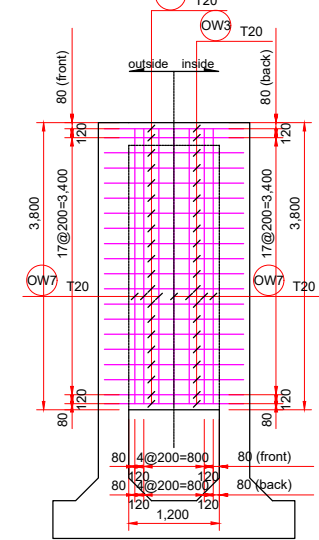 T20
OW3 T20
outside inside
80 (front)
80 (back)
120
120
3,800
17@200=3,400
17@200=3,400
3,800
OW7 T20
OW7 T20
120
120
80
80
80 4@200=800 80 (front)
120 120
80 4@200=800 80 (back)
120 120
1,200